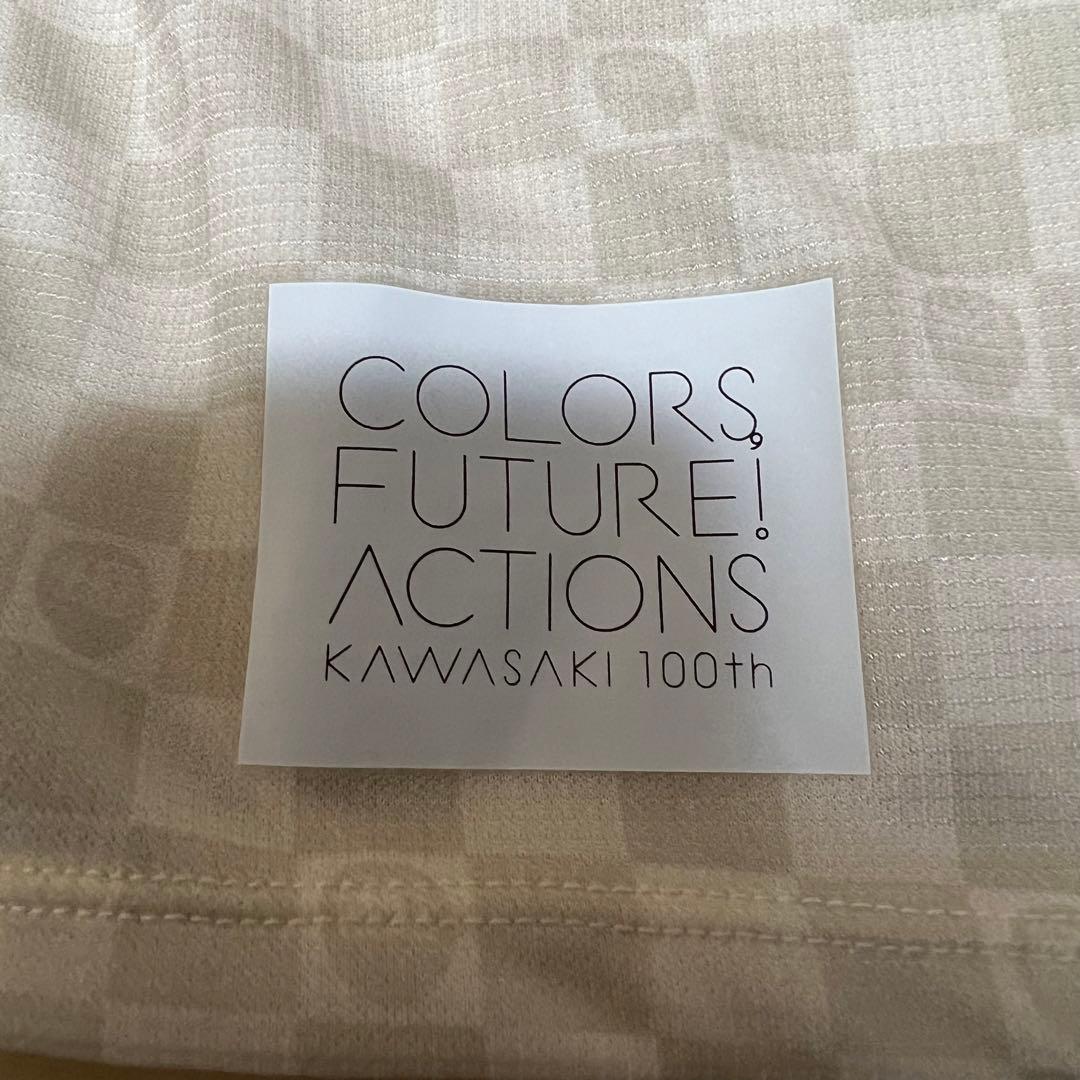 COLORS,
FUTURE!
ACTIONS
KAWASAKI 100th